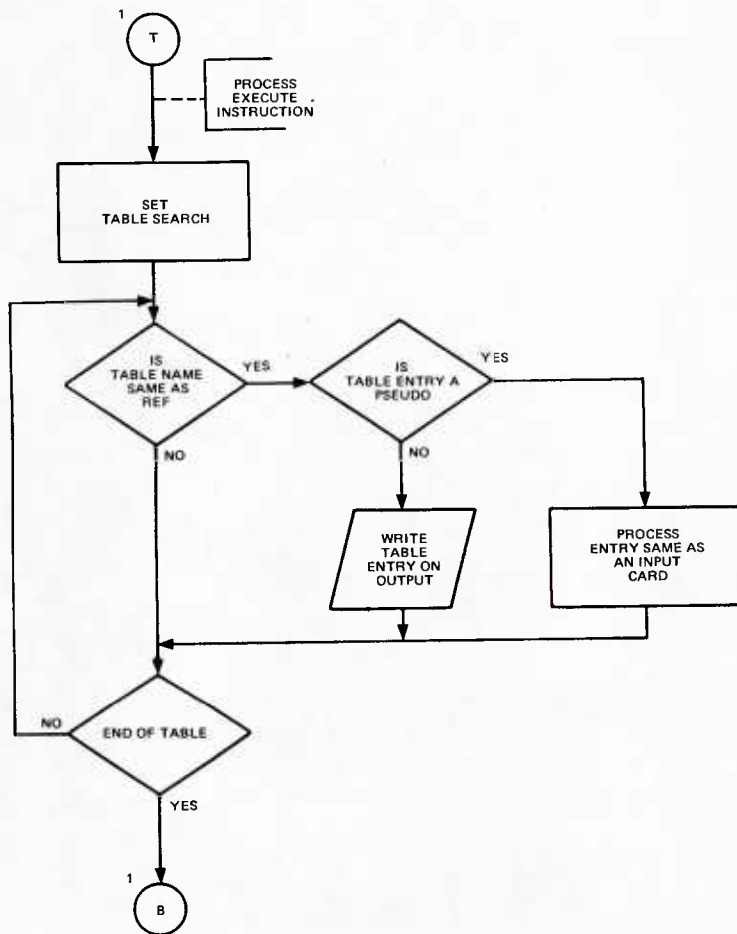 1
T
PROCESS
EXECUTE
INSTRUCTION
SET
TABLE SEARCH
IS
TABLE NAME
SAME AS
REF
YES
NO
IS
TABLE ENTRY A
PSEUDO
YES
NO
WRITE
TABLE
ENTRY ON
OUTPUT
PROCESS
ENTRY SAME AS
AN INPUT
CARD
END OF TABLE
NO
YES
1
B